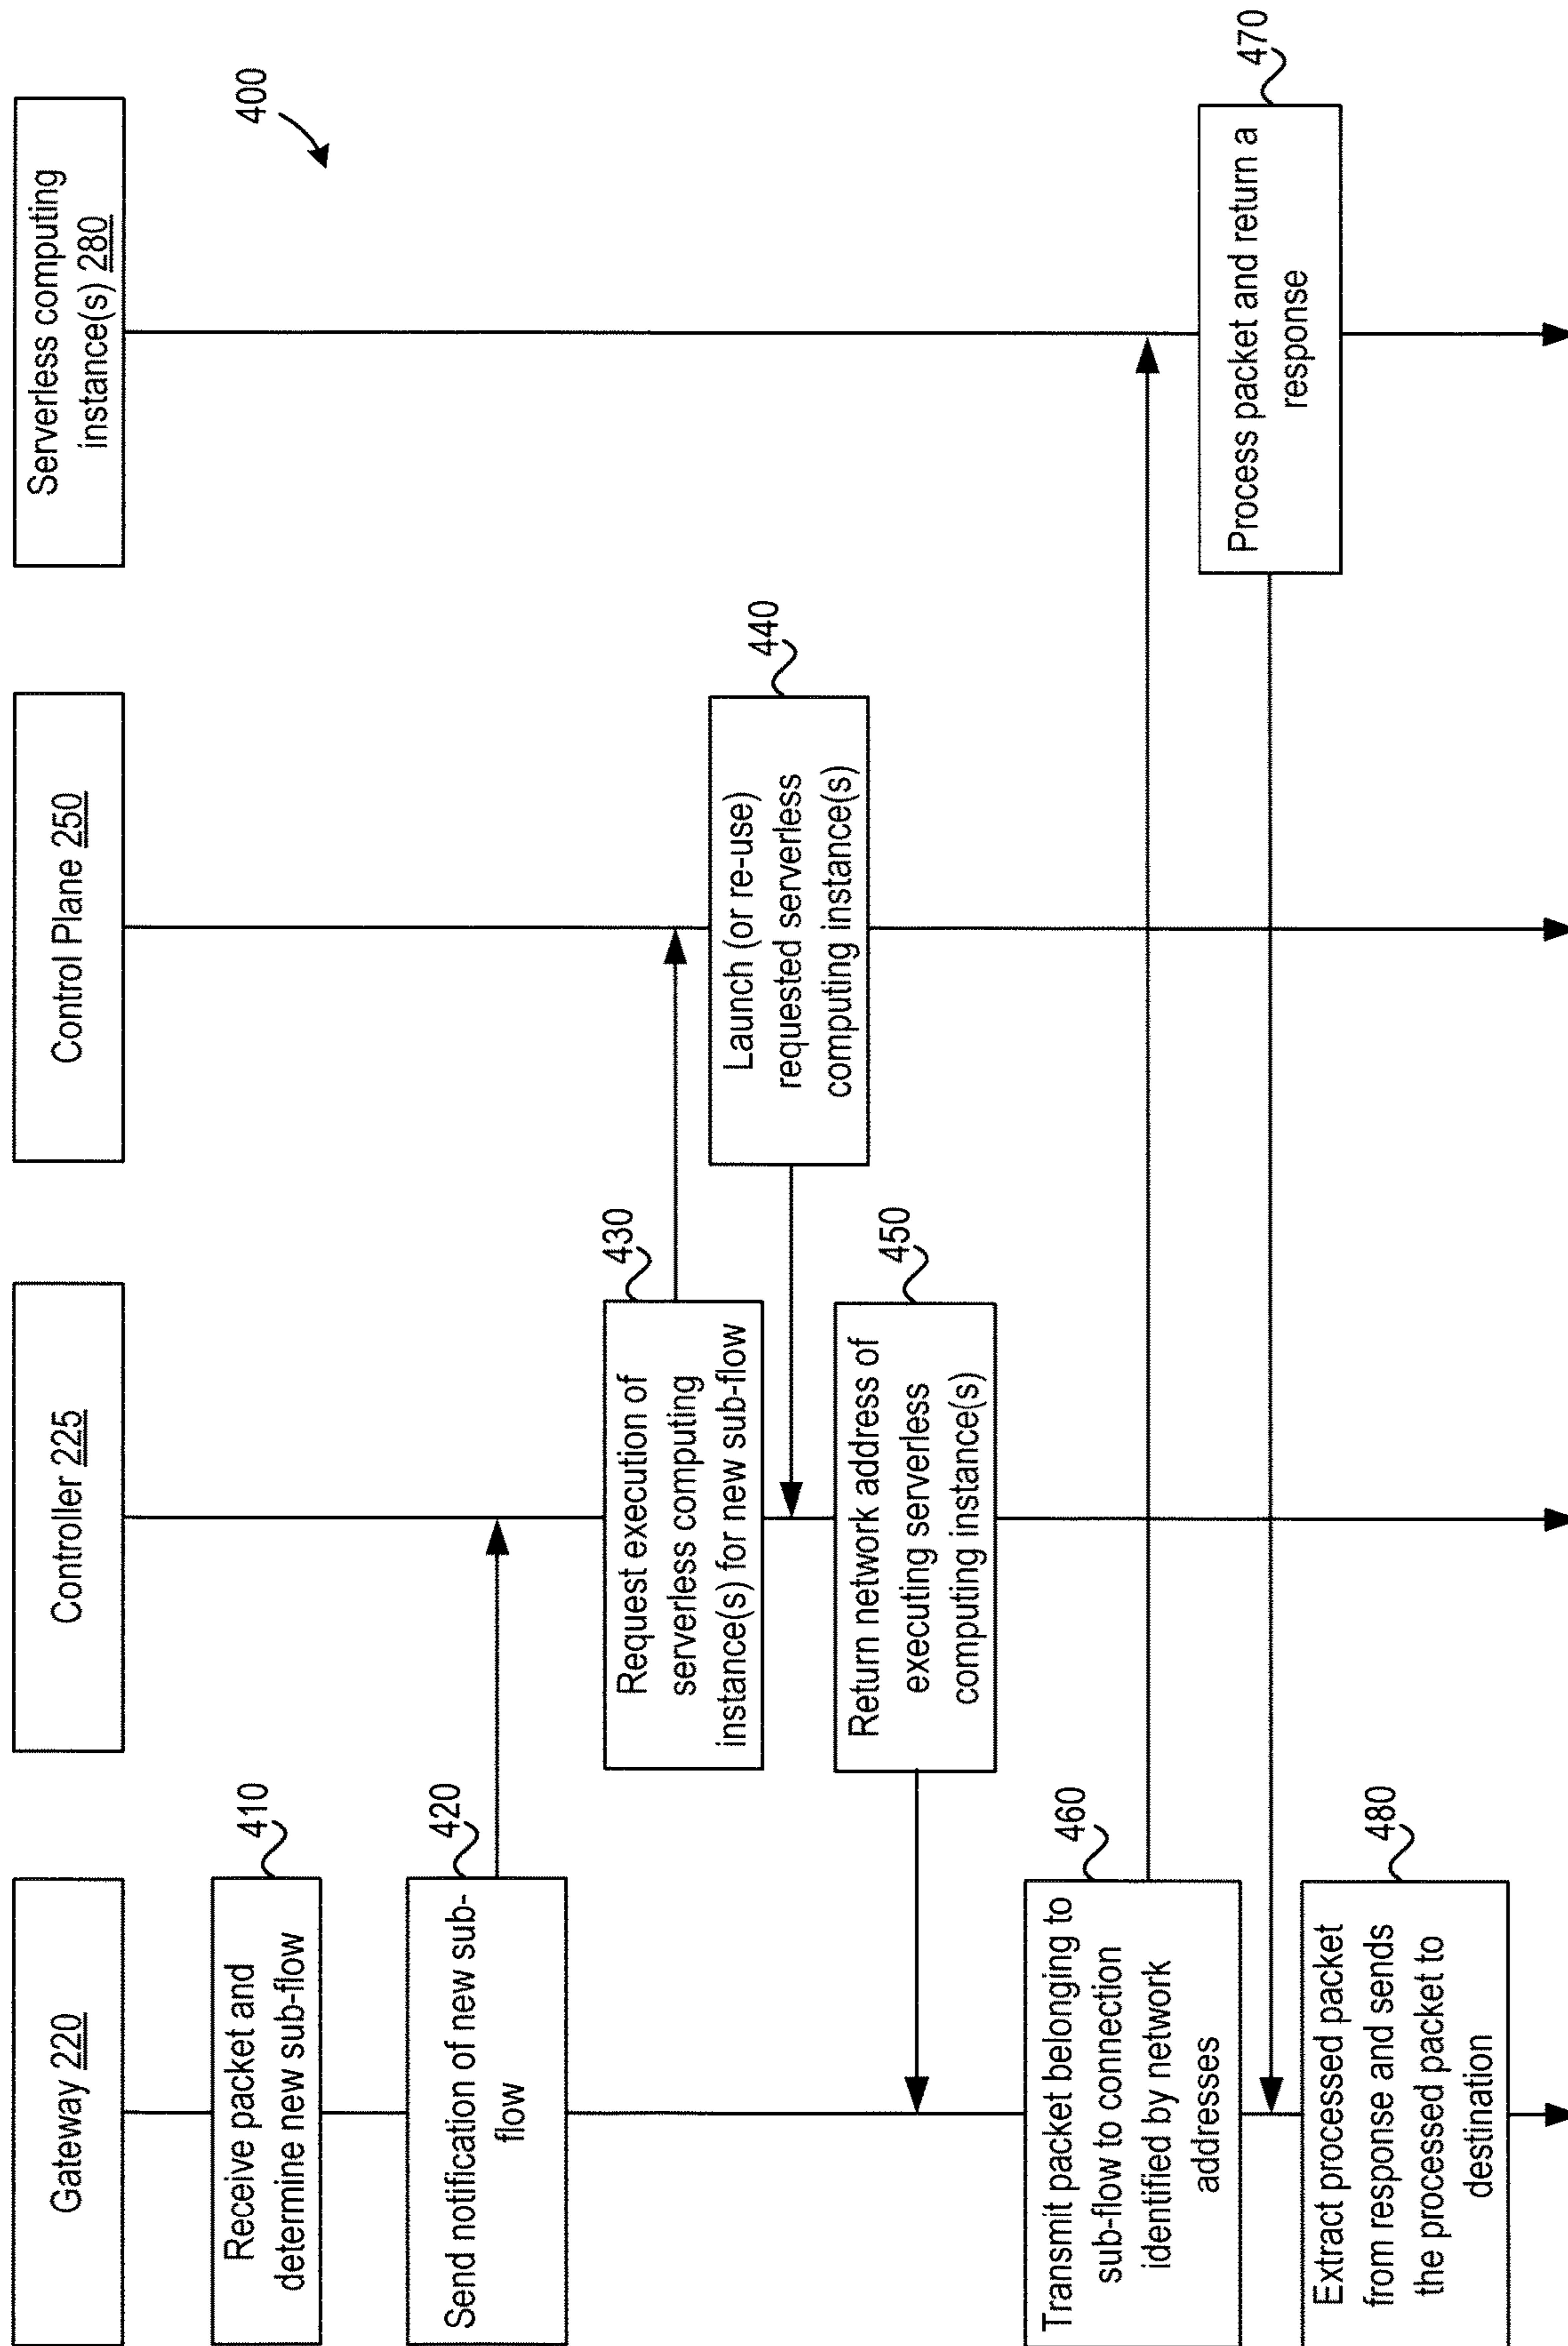 Gateway 220
Controller 225
Control Plane 250
Serverless computing
instance(s) 280
400
410
Receive packet and
determine new sub-flow
420
Send notification of new sub-
flow
430
Request execution of
serverless computing
instance(s) for new sub-flow
440
Launch (or re-use)
requested serverless
computing instance(s)
450
Return network address of
executing serverless
computing instance(s)
460
Transmit packet belonging to
sub-flow to connection
identified by network
addresses
470
Process packet and return a
response
480
Extract processed packet
from response and sends
the processed packet to
destination